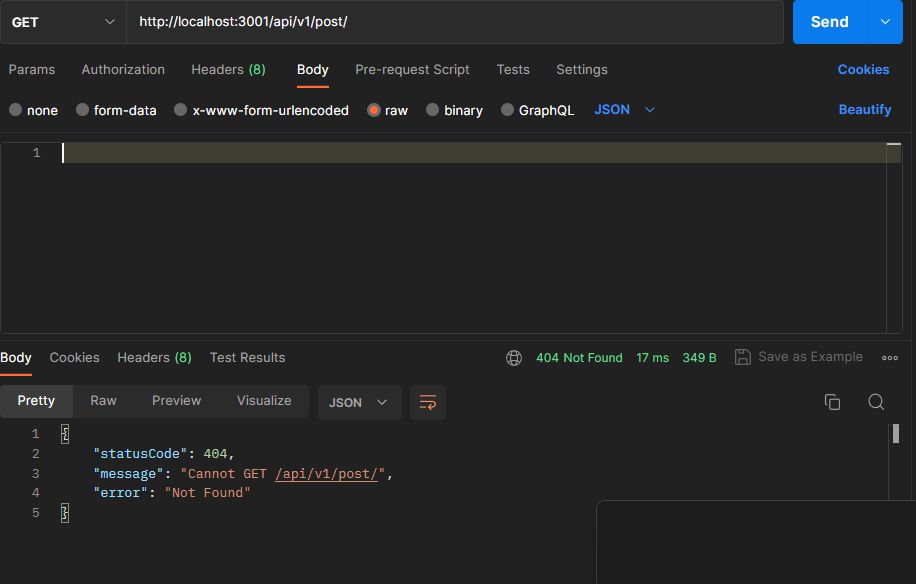 GET http://localhost:3001/api/v1/post/ Send
Params Authorization Headers (8) Body Pre-request Script Tests Settings Cookies
none form-data x-www-form-urlencoded raw binary GraphQL JSON Beautify
1
Body Cookies Headers (8) Test Results 404 Not Found 17 ms 349 B Save as Example
Pretty Raw Preview Visualize JSON
1 {
2 "statusCode": 404,
3 "message": "Cannot GET /api/v1/post/",
4 "error": "Not Found"
5 }